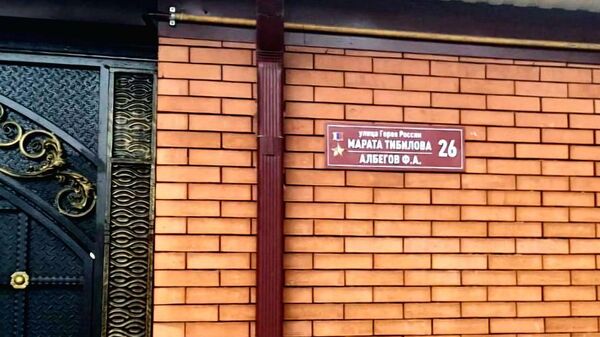 улица Героя России
МАРАТА ТИБИЛОВА 26
АЛБЕГОВ Ф.А.